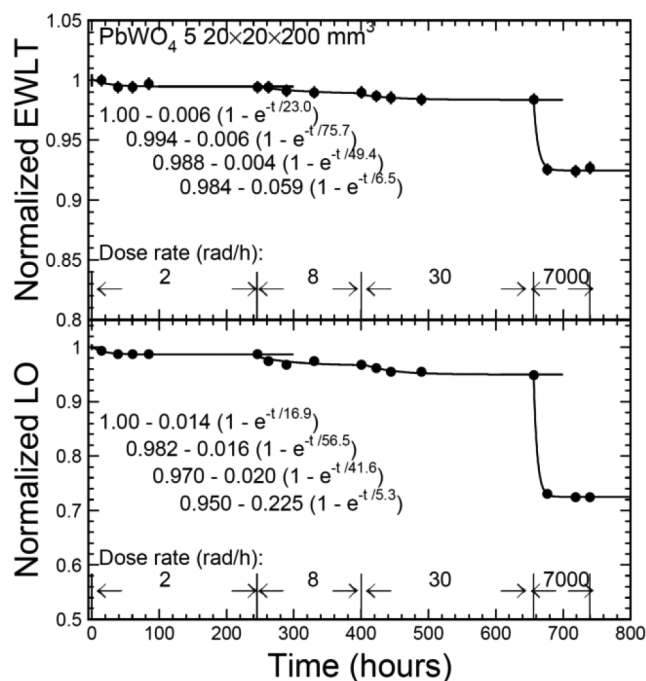 1.05
PbWO4 5 20×20×200 mm3
1
0.95
0.9
0.85
0.8
Normalized EWLT
1.00 - 0.006 (1 - e-t /23.0)
0.994 - 0.006 (1 - e-t /75.7)
0.988 - 0.004 (1 - e-t /49.4)
0.984 - 0.059 (1 - e-t /6.5)
Dose rate (rad/h):
2 8 30 7000
1
0.9
0.8
0.7
0.6
0.5
Normalized LO
1.00 - 0.014 (1 - e-t /16.9)
0.982 - 0.016 (1 - e-t /56.5)
0.970 - 0.020 (1 - e-t /41.6)
0.950 - 0.225 (1 - e-t /5.3)
Dose rate (rad/h):
2 8 30 7000
0 100 200 300 400 500 600 700 800
Time (hours)